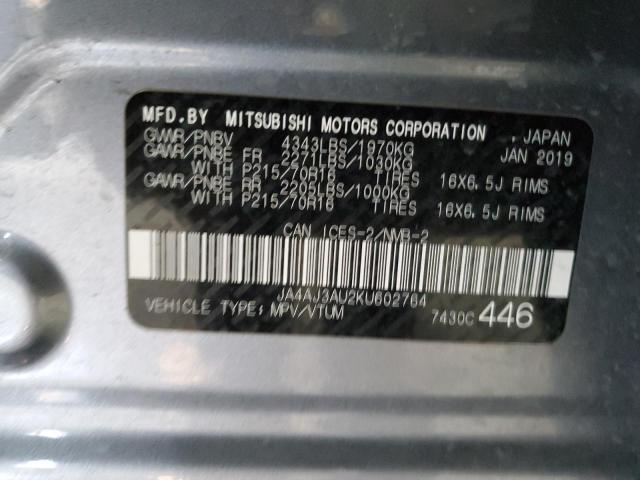 MFD.BY MITSUBISHI MOTORS CORPORATION . JAPAN
GVWR/PNBV 4343LBS/1970KG JAN 2019
GAWR/PNBE FR 2271LBS/1030KG
WITH P215/70R16 TIRES 16X6.5J RIMS
GAWR/PNBE RR 2205LBS/1000KG
WITH P215/70R16 TIRES 16X6.5J RIMS
CAN ICES-2/NMB-2
JA4AJ3AU2KU602764
VEHICLE TYPE: MPV/VTUM 7430C 446